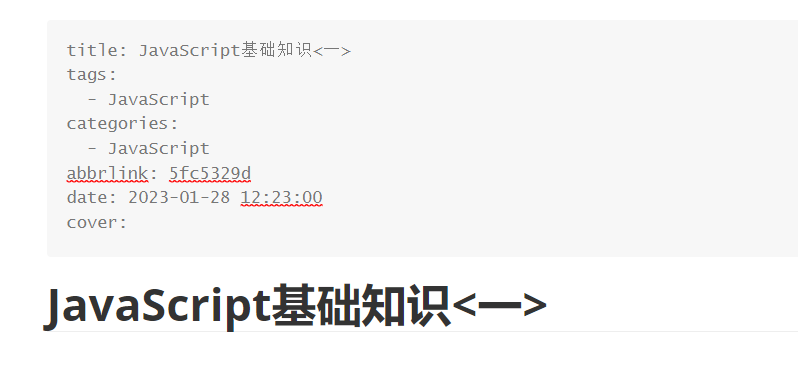 title: JavaScript基础知识<一>
tags:
  - JavaScript
categories:
  - JavaScript
abbrlink: 5fc5329d
date: 2023-01-28 12:23:00
cover:
JavaScript基础知识<一>